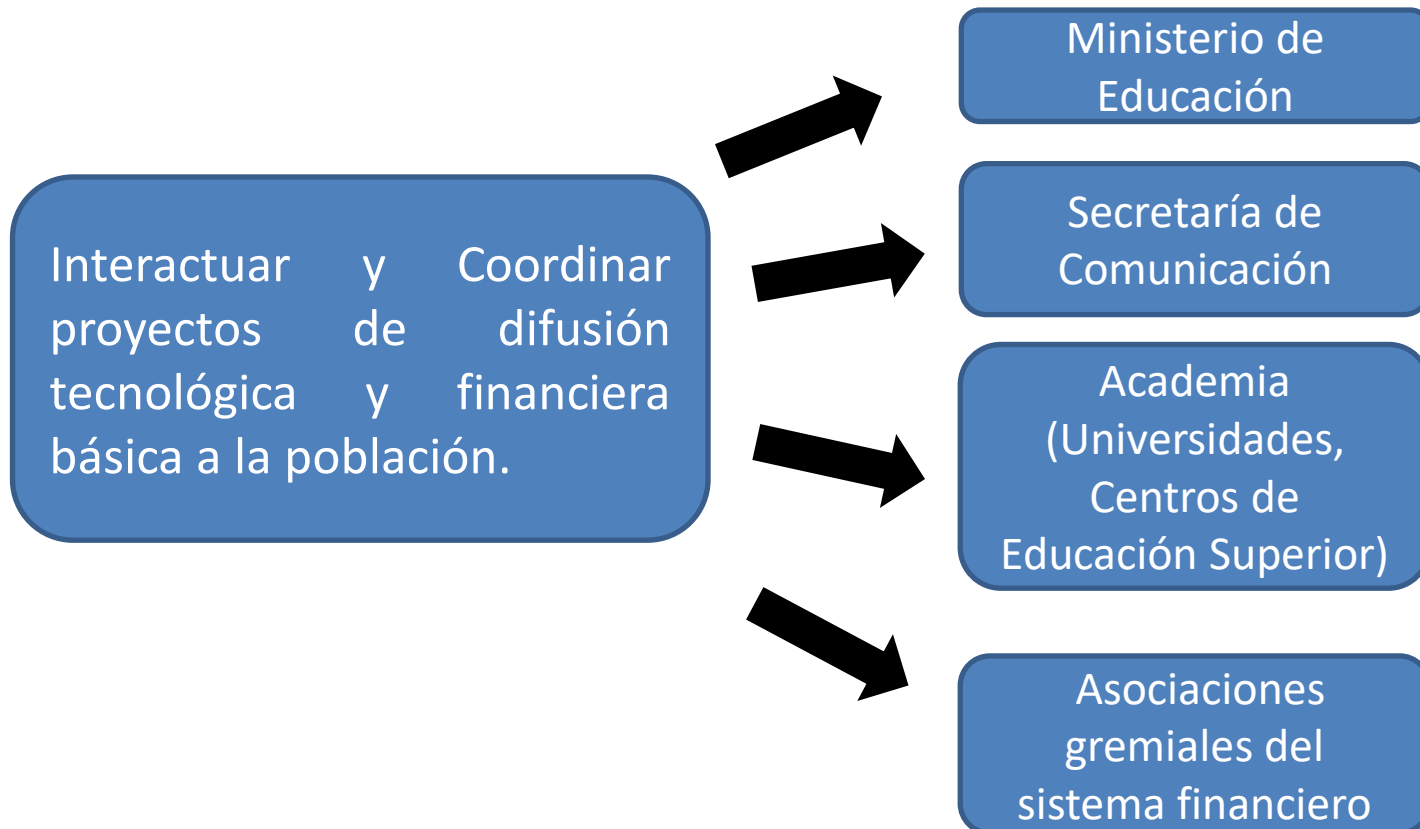 Interactuar y Coordinar
proyectos de difusión
tecnológica y financiera
básica a la población.
Ministerio de
Educación
Secretaría de
Comunicación
Academia
(Universidades,
Centros de
Educación Superior)
Asociaciones
gremiales del
sistema financiero